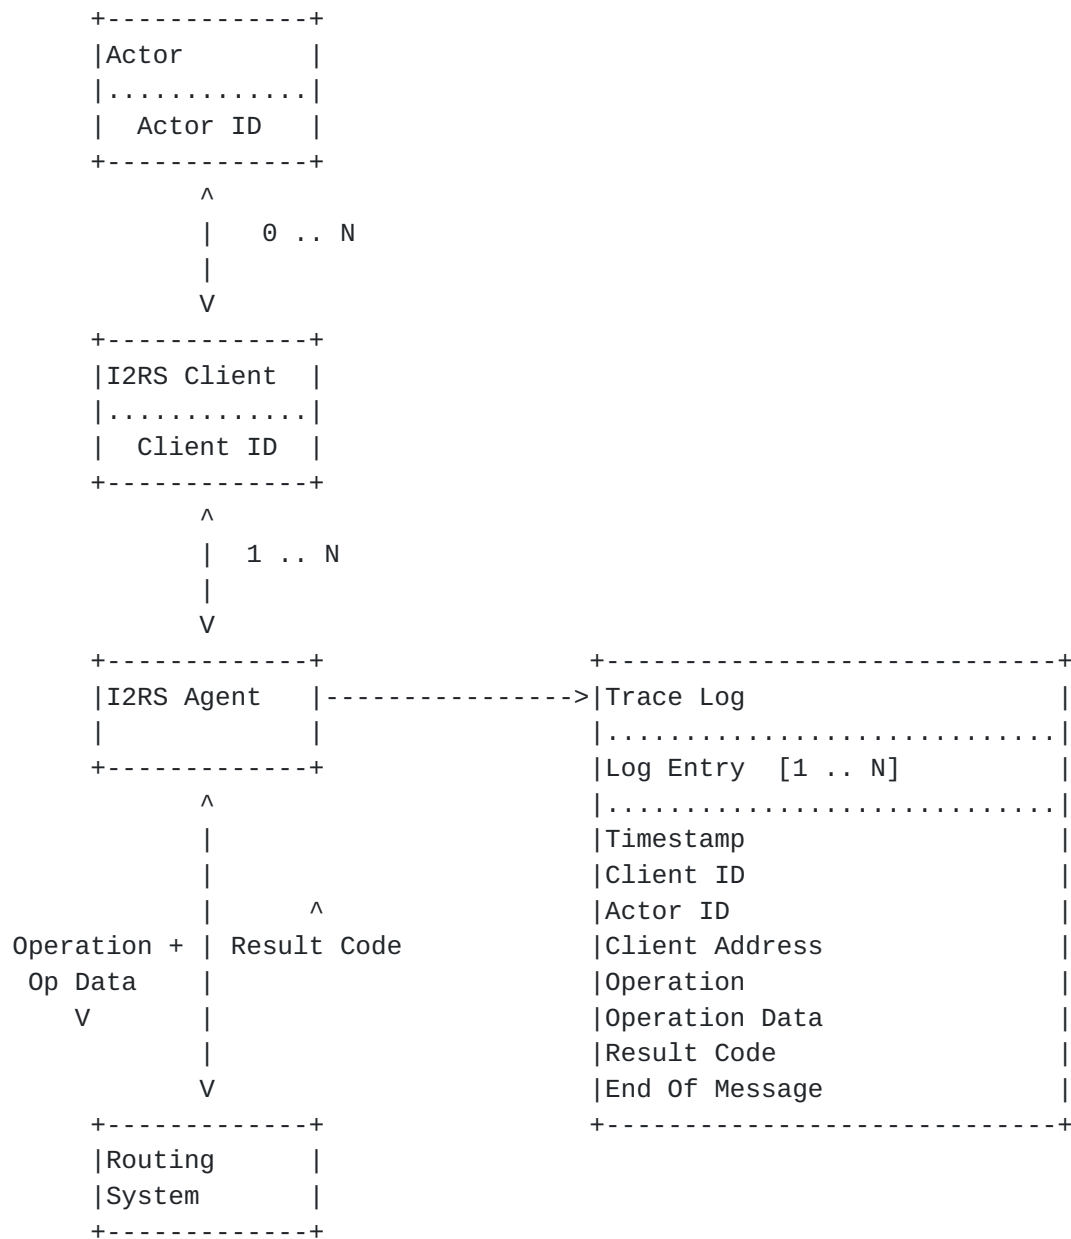 +-------------+
|Actor        |
|.............|
|  Actor ID   |
+-------------+
       ^
       |   0 .. N
       |
       V
+-------------+
|I2RS Client  |
|.............|
|  Client ID  |
+-------------+
       ^
       |  1 .. N
       |
       V
+-------------+                 +-----------------------------+
|I2RS Agent   |---------------->|Trace Log                    |
|             |                 |.............................|
+-------------+                 |Log Entry  [1 .. N]          |
       ^                        |.............................|
       |                        |Timestamp                    |
       |                        |Client ID                    |
       |      ^                 |Actor ID                     |
Operation + | Result Code       |Client Address               |
Op Data    |                    |Operation                    |
V       |                       |Operation Data               |
       |                        |Result Code                  |
       V                        |End Of Message               |
+-------------+                 +-----------------------------+
|Routing      |
|System       |
+-------------+